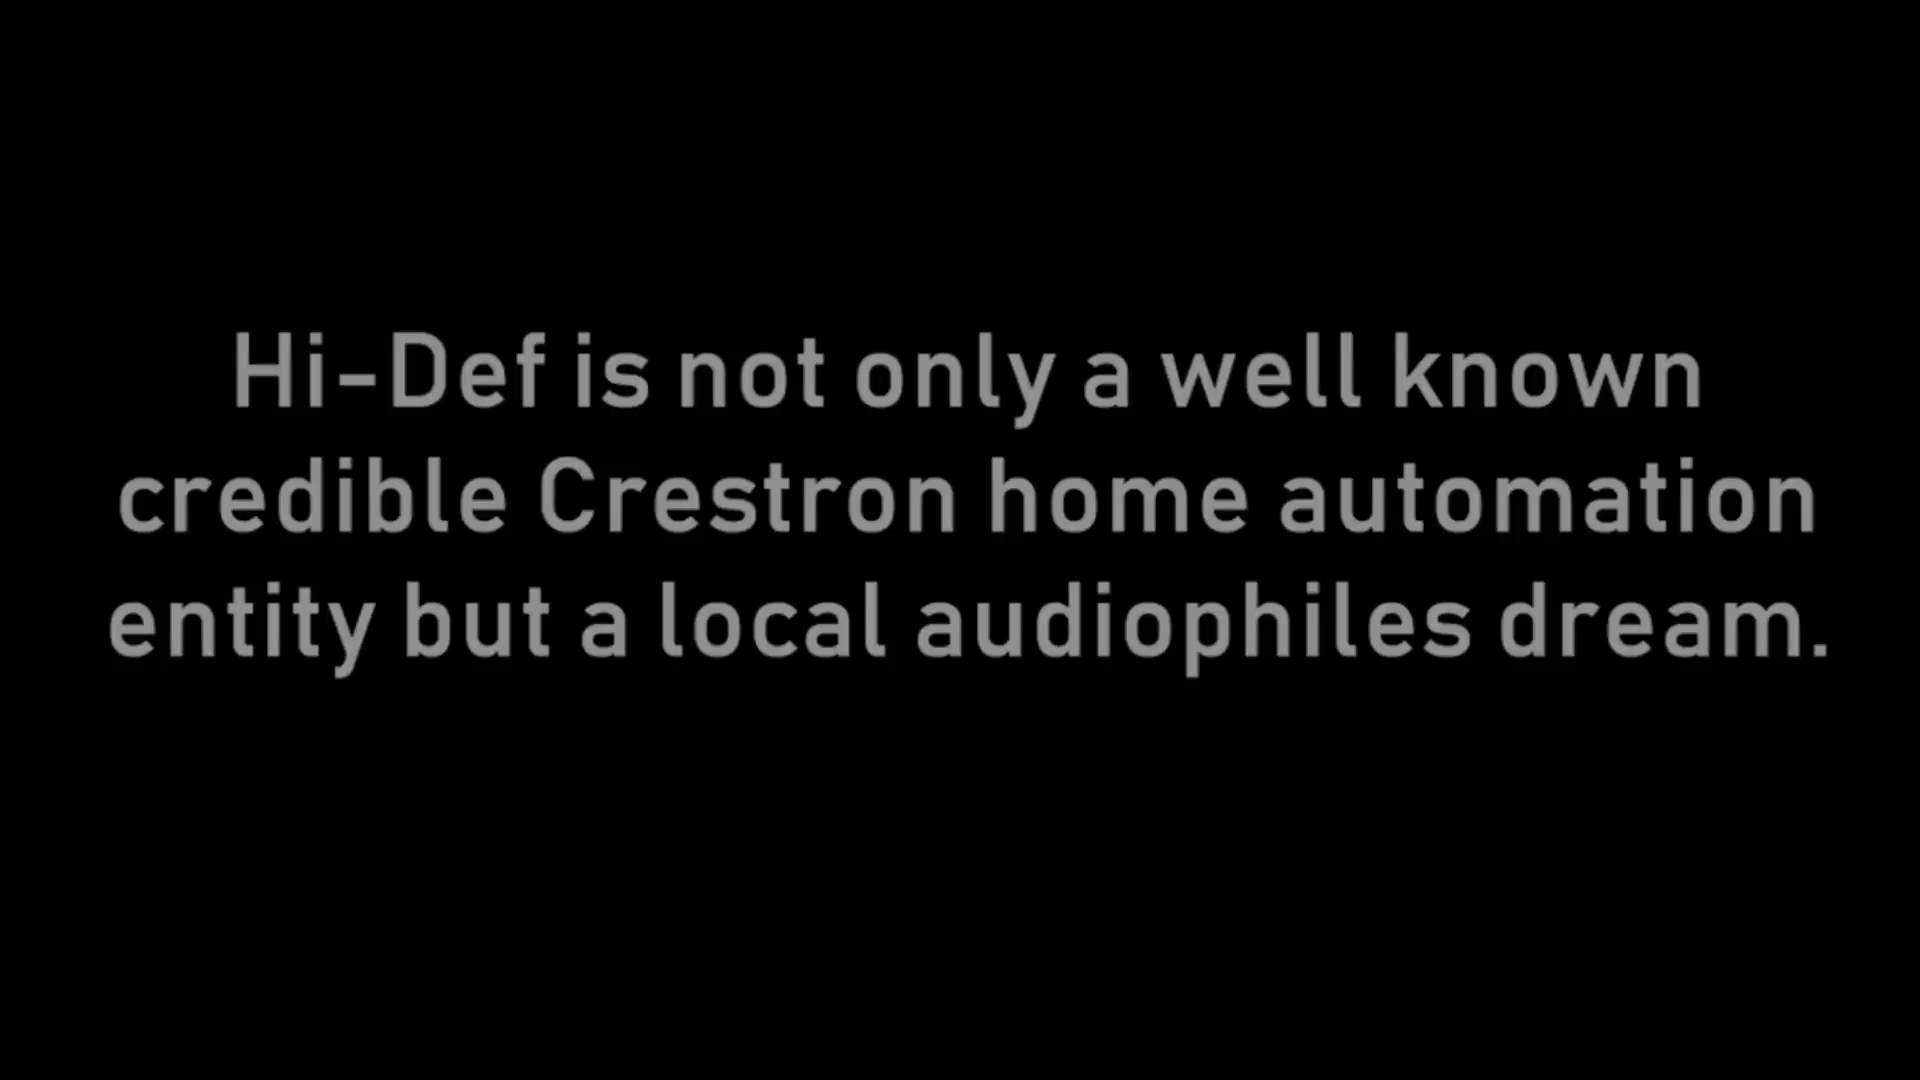 Hi-Def is not only a well known
credible Crestron home automation
entity but a local audiophiles dream.